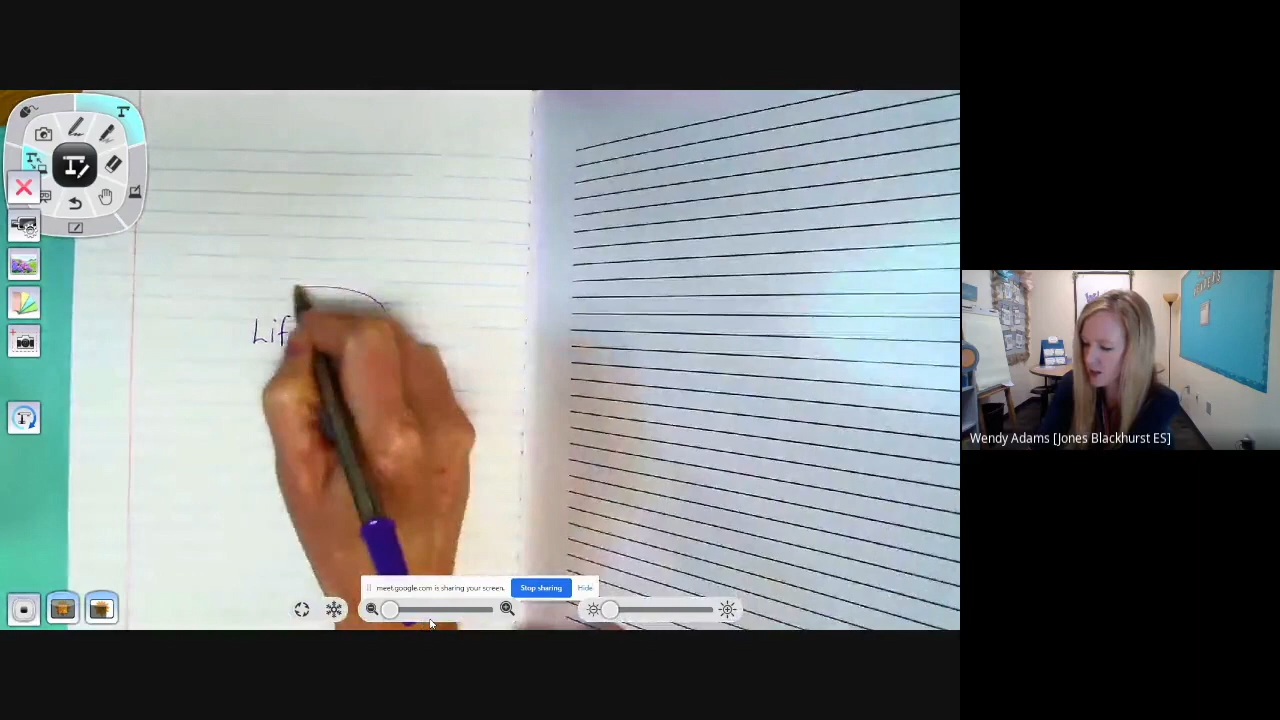 Lif
Wendy Adams [Jones Blackhurst ES]
meet.google.com is sharing your screen. Stop sharing Hide